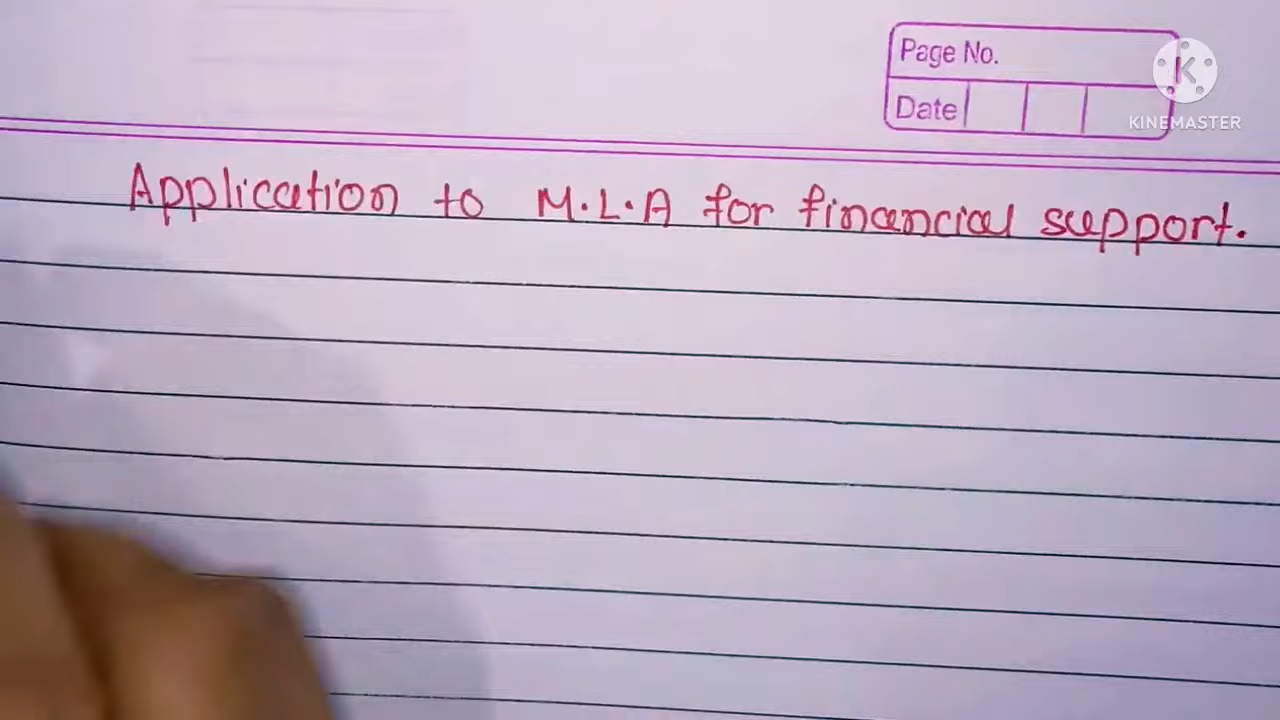 Page No.
Date
KINEMASTER
Application to M.L.A for financial support.